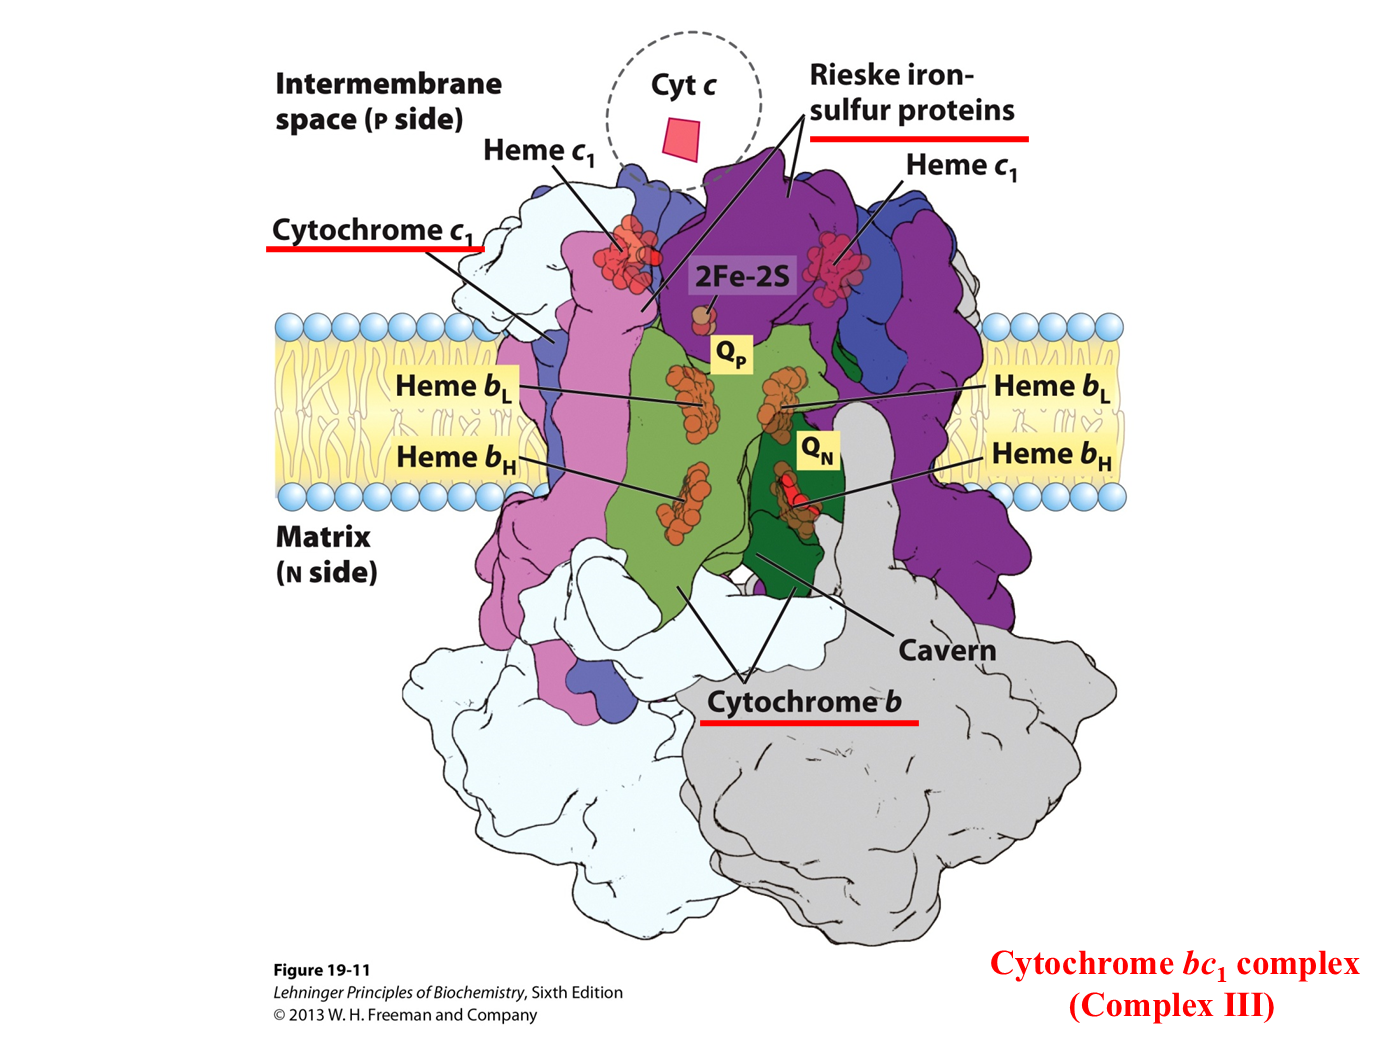 Intermembrane
space (P side)
Cyt c
Rieske iron-
sulfur proteins
Heme c1
Heme c1
Cytochrome c1
2Fe-2S
QP
Heme bL
Heme bL
QN
Heme bH
Heme bH
Matrix
(N side)
Cavern
Cytochrome b
Figure 19-11
Lehninger Principles of Biochemistry, Sixth Edition
© 2013 W. H. Freeman and Company
Cytochrome bc1 complex
(Complex III)